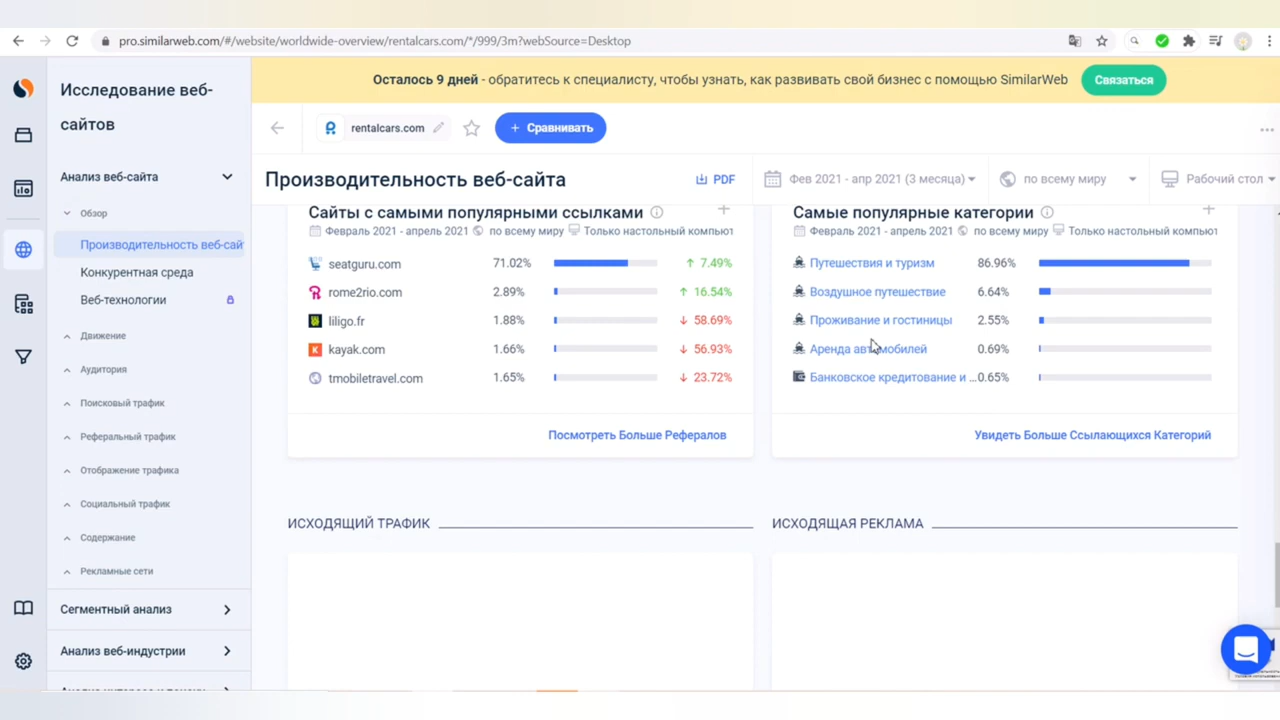 pro.similarweb.com/#/website/worldwide-overview/rentalcars.com/*/999/3m?webSource=Desktop
Исследование веб-
сайтов
Осталось 9 дней - обратитесь к специалисту, чтобы узнать, как развивать свой бизнес с помощью SimilarWeb
Связаться
rentalcars.com
+ Сравнивать
Анализ веб-сайта
Обзор
Производительность веб-сай
Конкурентная среда
Веб-технологии
Движение
Аудитория
Поисковый трафик
Реферальный трафик
Отображение трафика
Социальный трафик
Содержание
Рекламные сети
Сегментный анализ
Анализ веб-индустрии
Производительность веб-сайта
PDF
Фев 2021 - апр 2021 (3 месяца)
по всему миру
Рабочий стол
Сайты с самыми популярными ссылками
Февраль 2021 - апрель 2021 по всему миру Только настольный компьют
seatguru.com 71.02% ↑ 7.49%
rome2rio.com 2.89% ↑ 16.54%
liligo.fr 1.88% ↓ 58.69%
kayak.com 1.66% ↓ 56.93%
tmobiletravel.com 1.65% ↓ 23.72%
Посмотреть Больше Рефералов
Самые популярные категории
Февраль 2021 - апрель 2021 по всему миру Только настольный компьют
Путешествия и туризм 86.96%
Воздушное путешествие 6.64%
Проживание и гостиницы 2.55%
Аренда автомобилей 0.69%
Банковское кредитование и ... 0.65%
Увидеть Больше Ссылающихся Категорий
ИСХОДЯЩИЙ ТРАФИК
ИСХОДЯЩАЯ РЕКЛАМА